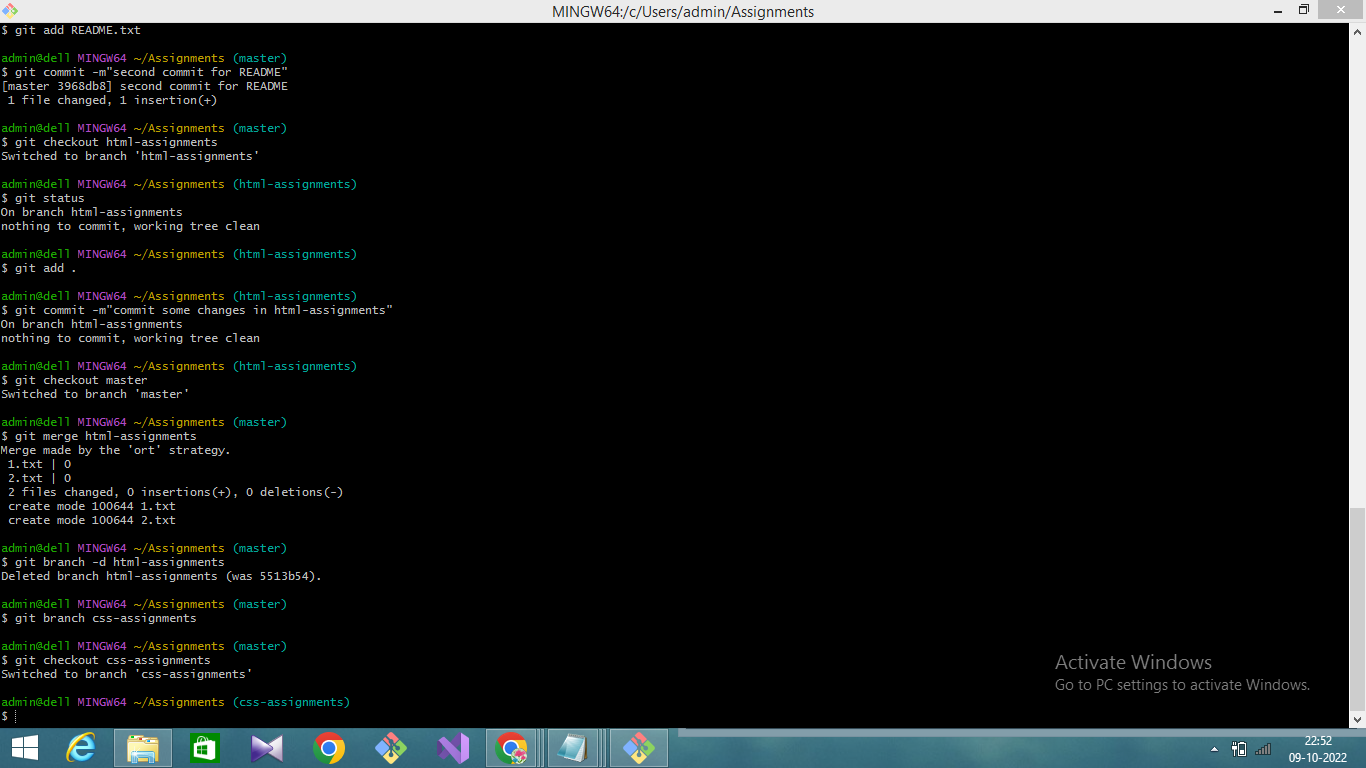 MINGW64:/c/Users/admin/Assignments
$ git add README.txt
admin@dell MINGW64 ~/Assignments (master)
$ git commit -m"second commit for README"
[master 3968db8] second commit for README
 1 file changed, 1 insertion(+)
admin@dell MINGW64 ~/Assignments (master)
$ git checkout html-assignments
Switched to branch 'html-assignments'
admin@dell MINGW64 ~/Assignments (html-assignments)
$ git status
On branch html-assignments
nothing to commit, working tree clean
admin@dell MINGW64 ~/Assignments (html-assignments)
$ git add .
admin@dell MINGW64 ~/Assignments (html-assignments)
$ git commit -m"commit some changes in html-assignments"
On branch html-assignments
nothing to commit, working tree clean
admin@dell MINGW64 ~/Assignments (html-assignments)
$ git checkout master
Switched to branch 'master'
admin@dell MINGW64 ~/Assignments (master)
$ git merge html-assignments
Merge made by the 'ort' strategy.
 1.txt | 0
 2.txt | 0
 2 files changed, 0 insertions(+), 0 deletions(-)
 create mode 100644 1.txt
 create mode 100644 2.txt
admin@dell MINGW64 ~/Assignments (master)
$ git branch -d html-assignments
Deleted branch html-assignments (was 5513b54).
admin@dell MINGW64 ~/Assignments (master)
$ git branch css-assignments
admin@dell MINGW64 ~/Assignments (master)
$ git checkout css-assignments
Switched to branch 'css-assignments'
admin@dell MINGW64 ~/Assignments (css-assignments)
$
Activate Windows
Go to PC settings to activate Windows.
22:52
09-10-2022